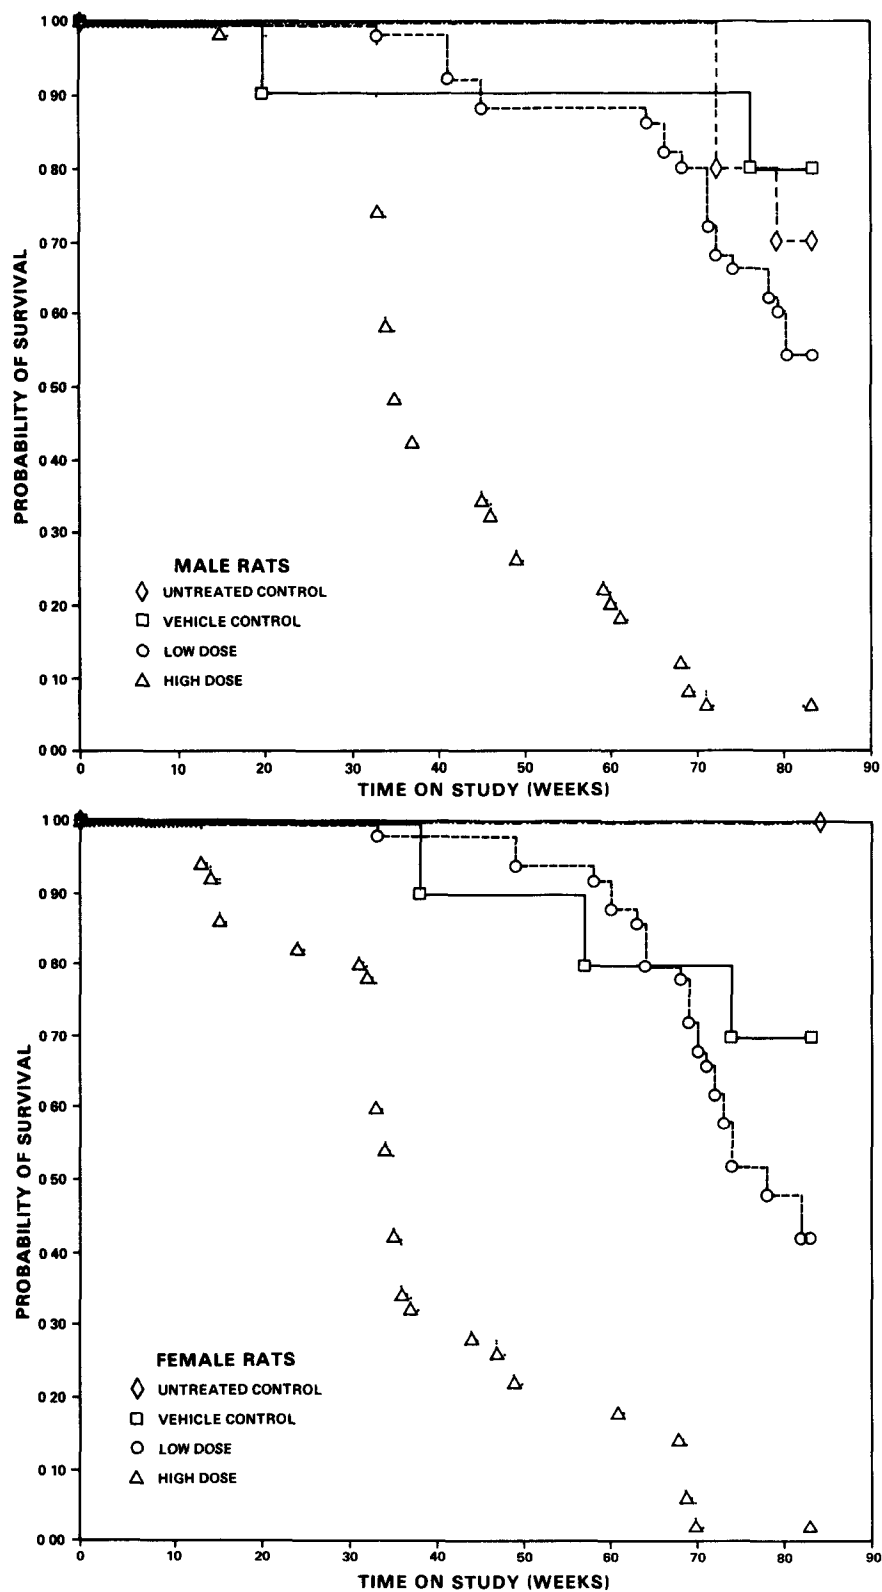 1 00
0 90
0 80
0 70
0 60
0 50
0 40
0 30
0 20
0 10
0 00
PROBABILITY OF SURVIVAL
MALE RATS
UNTREATED CONTROL
VEHICLE CONTROL
LOW DOSE
HIGH DOSE
0 10 20 30 40 50 60 70 80 90
TIME ON STUDY (WEEKS)
1 00
0 90
0 80
0 70
0 60
0 50
0 40
0 30
0 20
0 10
0 00
PROBABILITY OF SURVIVAL
FEMALE RATS
UNTREATED CONTROL
VEHICLE CONTROL
LOW DOSE
HIGH DOSE
0 10 20 30 40 50 60 70 80 90
TIME ON STUDY (WEEKS)